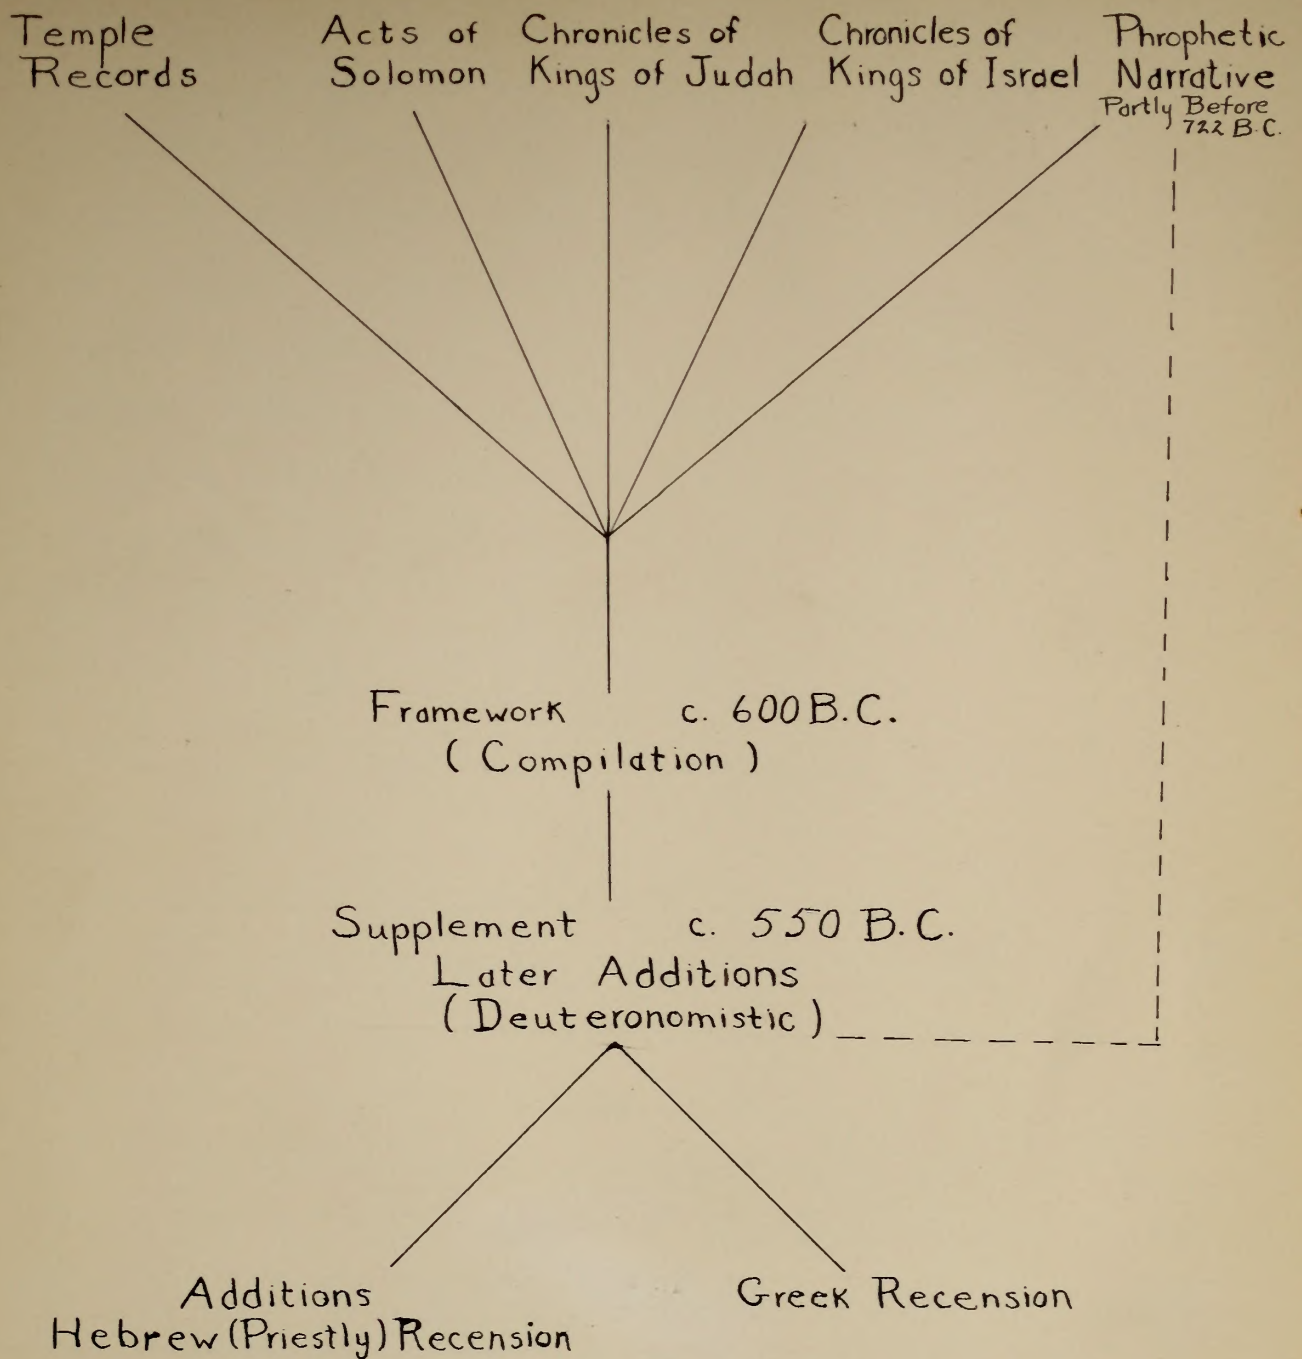 Temple
Records
Acts of
Solomon
Chronicles of
Kings of Judah
Chronicles of
Kings of Israel
Phrophetic
Narrative
Partly Before
722 B.C.
Framework c. 600 B.C.
(Compilation)
Supplement c. 550 B.C.
Later Additions
(Deuteronomistic)
Additions
Hebrew (Priestly) Recension
Greek Recension